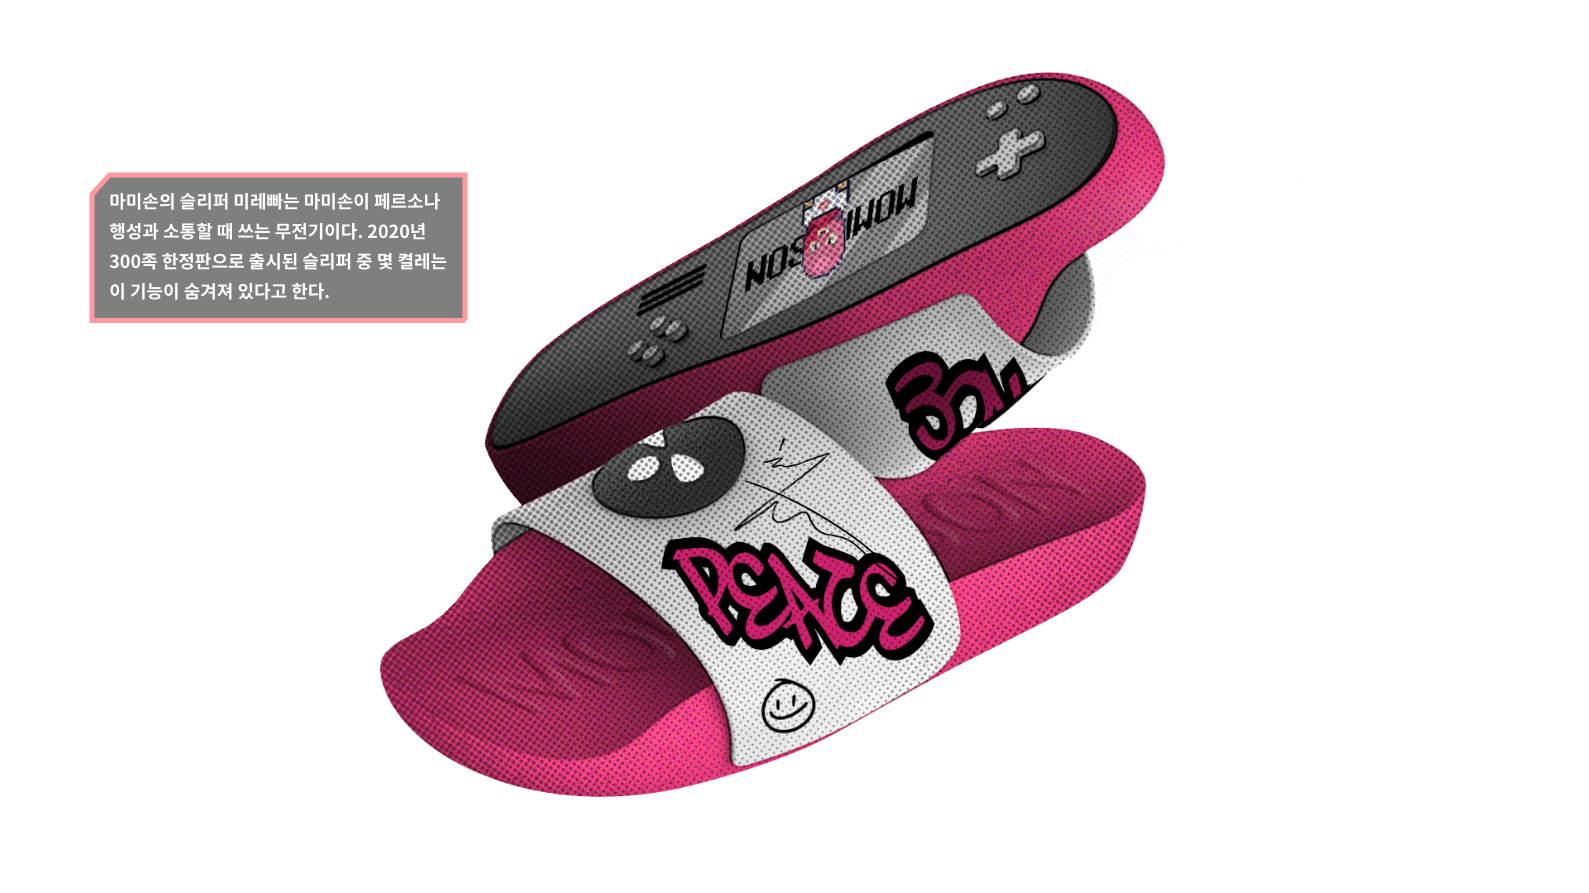 마미손의 슬리퍼 미레빠는 마미손이 페르소나
행성과 소통할 때 쓰는 무전기이다. 2020년
300족 한정판으로 출시된 슬리퍼 중 몇 켤레는
이 기능이 숨겨져 있다고 한다.
PEACE